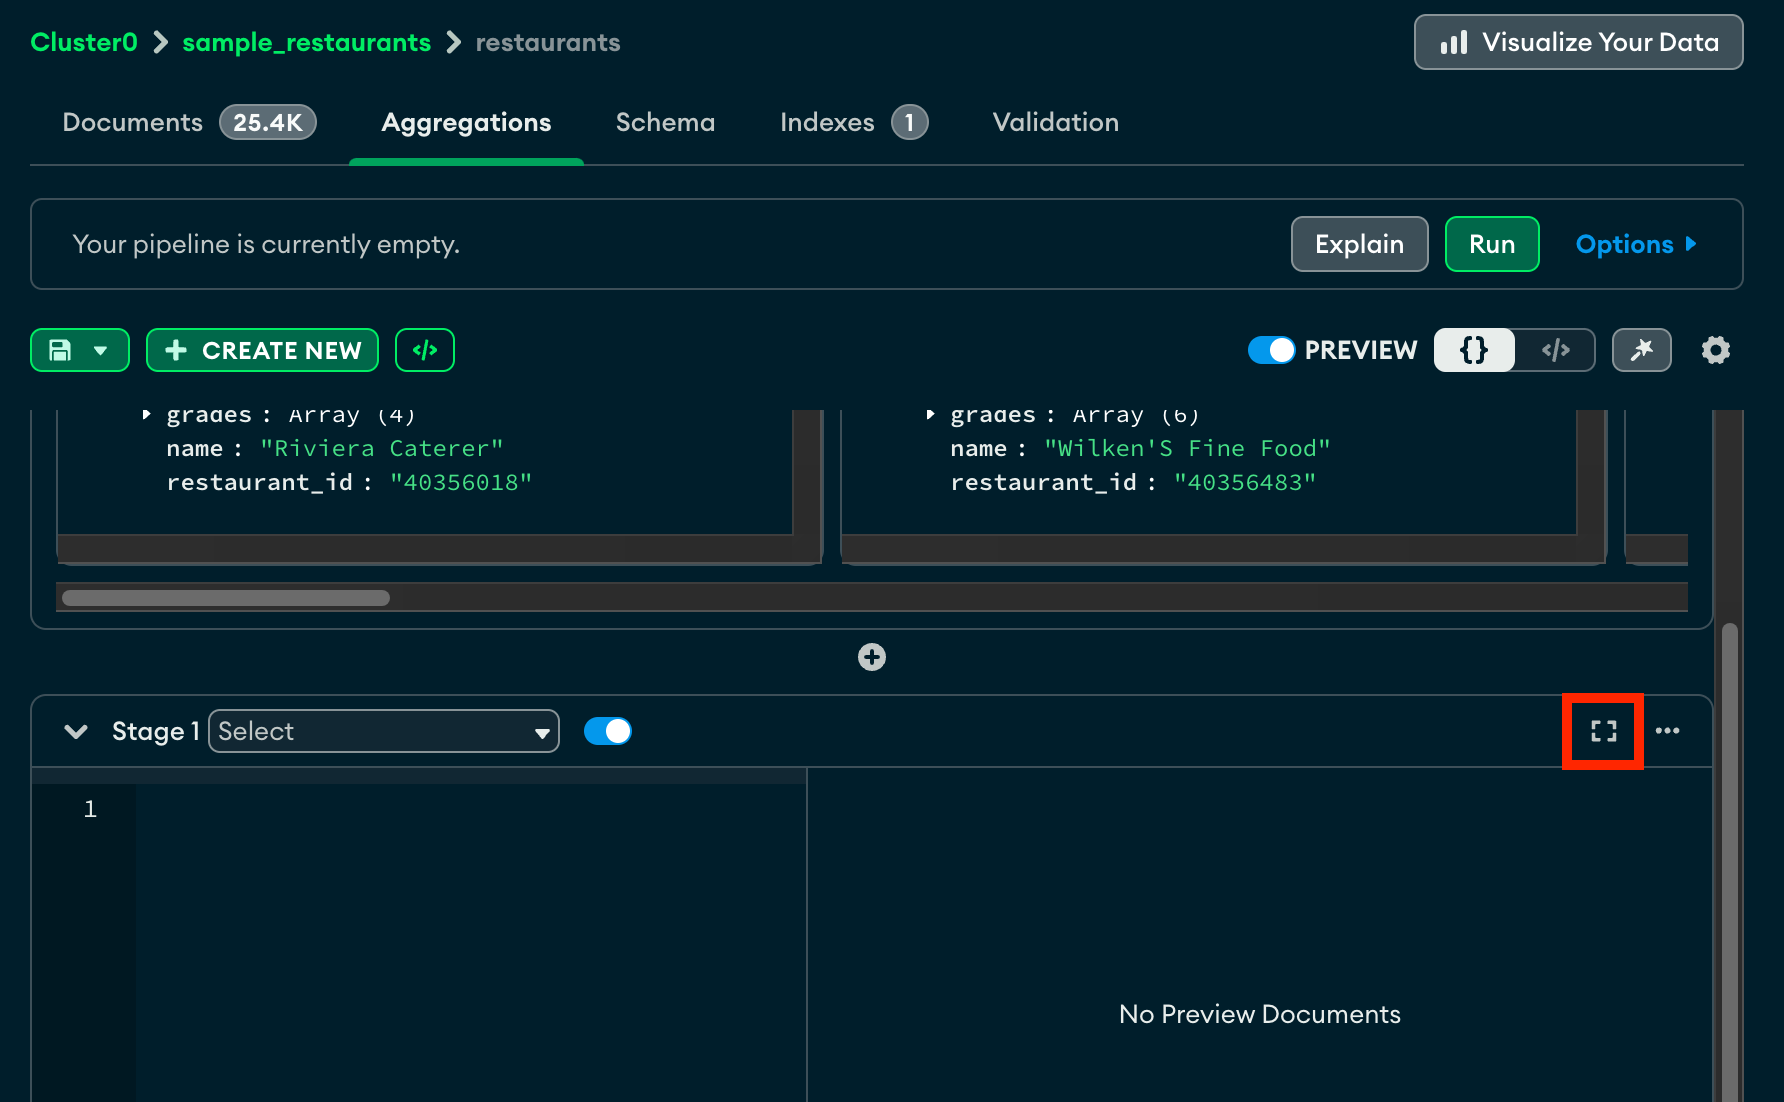 Cluster0 > sample_restaurants > restaurants
Visualize Your Data
Documents 25.4K Aggregations Schema Indexes 1 Validation
Your pipeline is currently empty.
Explain Run Options
CREATE NEW </> PREVIEW {} </>
grades : Array (4)
name : "Riviera Caterer"
restaurant_id : "40356018"
grades : Array (6)
name : "Wilken'S Fine Food"
restaurant_id : "40356483"
Stage 1 Select
1
No Preview Documents